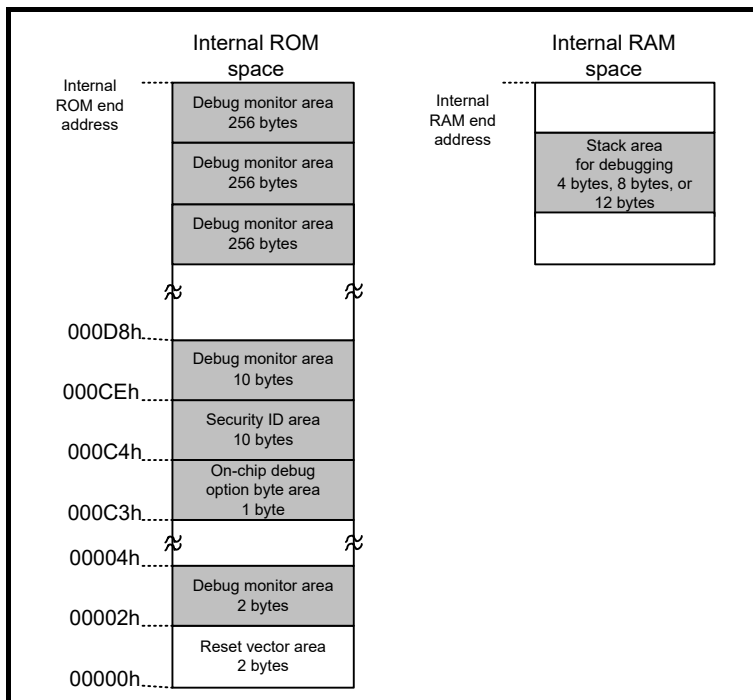 Internal ROM
space
Internal
ROM end
address
Debug monitor area
256 bytes
Debug monitor area
256 bytes
Debug monitor area
256 bytes
000D8h
Debug monitor area
10 bytes
000CEh
Security ID area
10 bytes
000C4h
On-chip debug
option byte area
1 byte
000C3h
00004h
Debug monitor area
2 bytes
00002h
Reset vector area
2 bytes
00000h
Internal RAM
space
Internal
RAM end
address
Stack area
for debugging
4 bytes, 8 bytes, or
12 bytes